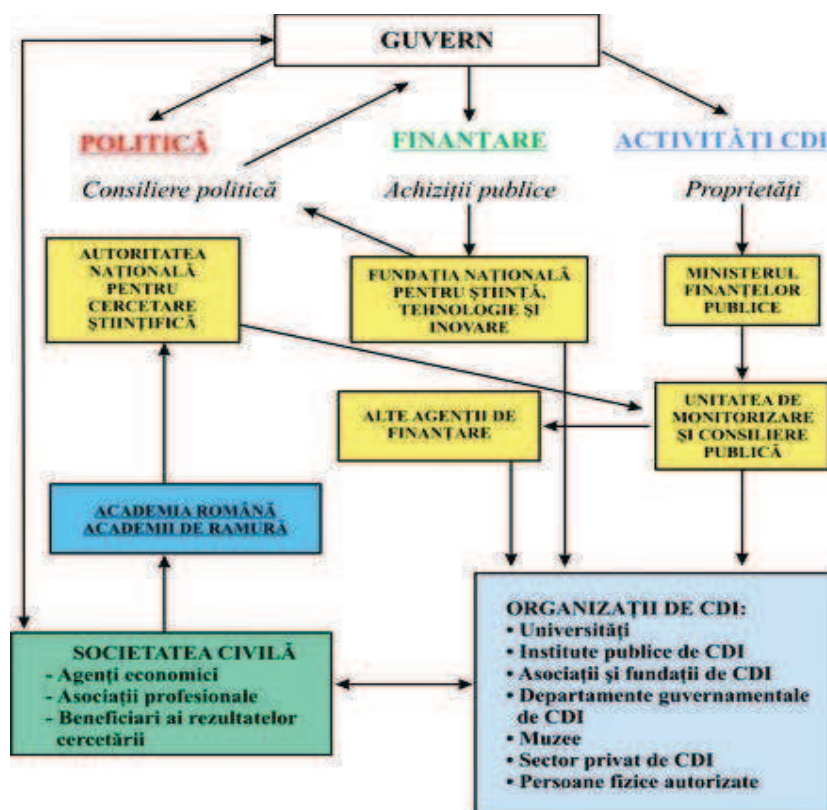 GUVERN
POLITICĂ
FINANȚARE
ACTIVITĂȚI CDI
Consiliere politică
Achiziții publice
Proprietăți
AUTORITATEA
NAȚIONALĂ
PENTRU
CERCETARE
ȘTIINȚIFICĂ
FUNDAȚIA NAȚIONALĂ
PENTRU ȘTIINȚĂ,
TEHNOLOGIE ȘI
INOVARE
MINISTERUL
FINANȚELOR
PUBLICE
ALTE AGENȚII DE
FINANȚARE
UNITATEA DE
MONITORIZARE
ȘI CONSILIERE
PUBLICĂ
ACADEMIA ROMÂNĂ
ACADEMII DE RAMURĂ
SOCIETATEA CIVILĂ
- Agenți economici
- Asociații profesionale
- Beneficiari ai rezultatelor
cercetării
ORGANIZAȚII DE CDI:
• Universități
• Institute publice de CDI
• Asociații și fundații de CDI
• Departamente guvernamentale
de CDI
• Muzee
• Sector privat de CDI
• Persoane fizice autorizate